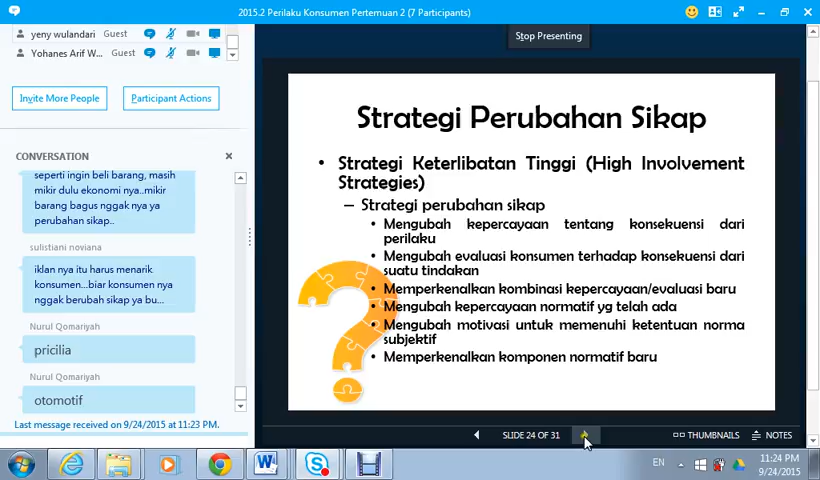 2015.2 Perilaku Konsumen Pertemuan 2 (7 Participants)
yeny wulandari Guest
Yohanes Arif W... Guest
Invite More People
Participant Actions
CONVERSATION
seperti ingin beli barang, masih
mikir dulu ekonomi nya..mikir
barang bagus nggak nya ya
perubahan sikap..
sulistiani noviana
iklan nya itu harus menarik
konsumen...biar konsumen nya
nggak berubah sikap ya bu...
Nurul Qomariyah
pricilia
Nurul Qomariyah
otomotif
Last message received on 9/24/2015 at 11:23 PM.
Stop Presenting
Strategi Perubahan Sikap
• Strategi Keterlibatan Tinggi (High Involvement
Strategies)
– Strategi perubahan sikap
• Mengubah kepercayaan tentang konsekuensi dari
perilaku
• Mengubah evaluasi konsumen terhadap konsekuensi dari
suatu tindakan
• Memperkenalkan kombinasi kepercayaan/evaluasi baru
• Mengubah kepercayaan normatif yg telah ada
• Mengubah motivasi untuk memenuhi ketentuan norma
subjektif
• Memperkenalkan komponen normatif baru
SLIDE 24 OF 31
THUMBNAILS
NOTES
EN
11:24 PM
9/24/2015